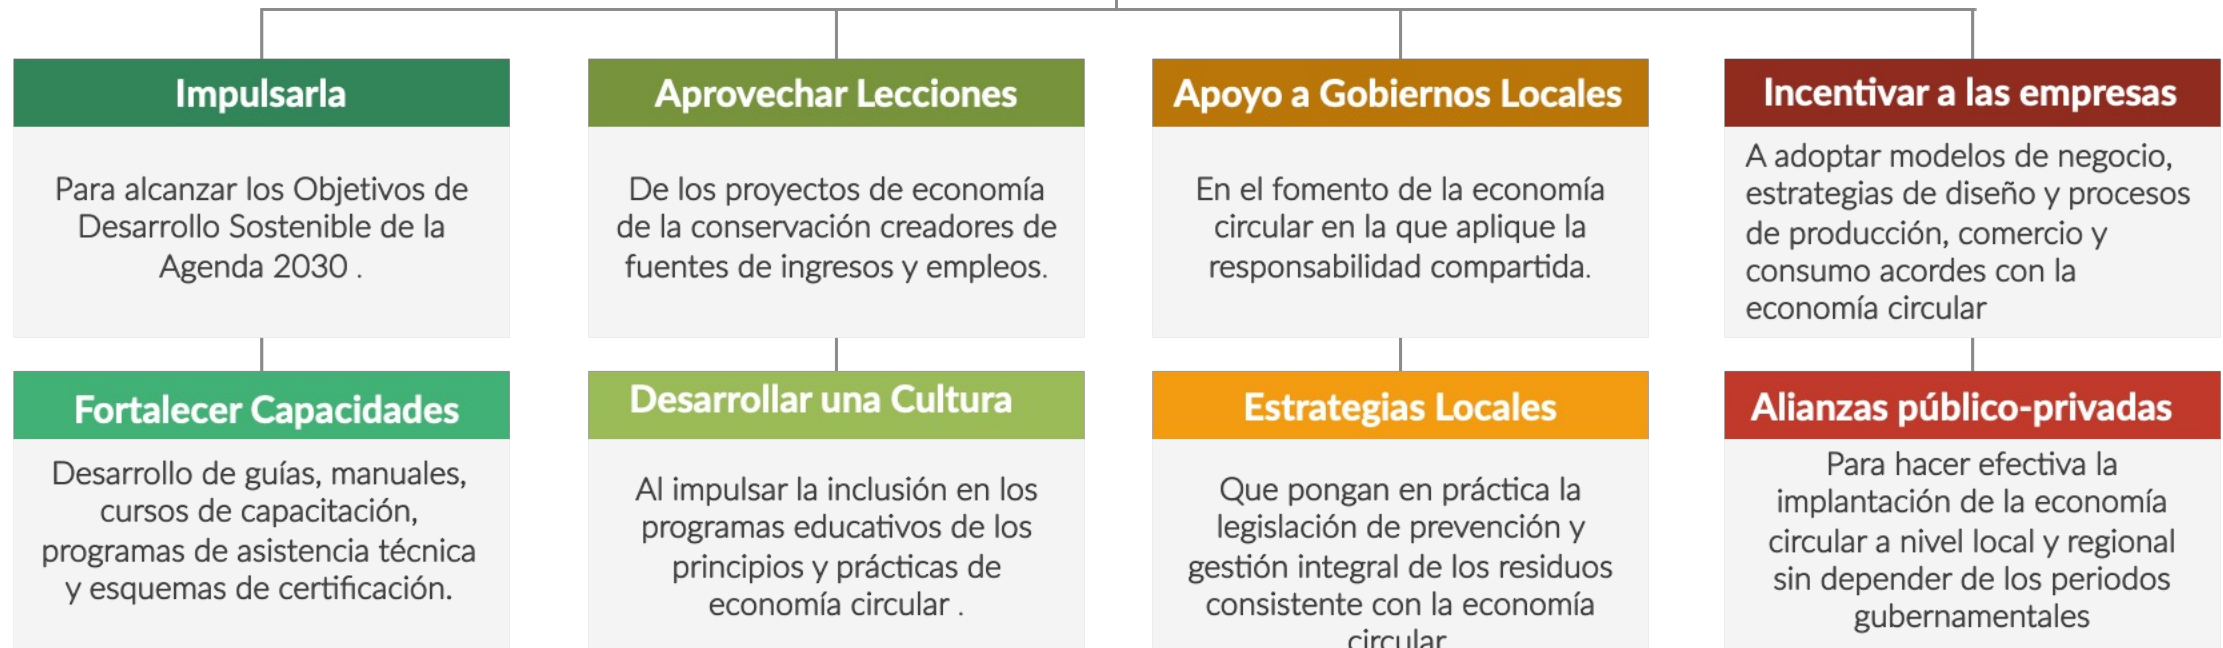 Impulsarla
Para alcanzar los Objetivos de
Desarrollo Sostenible de la
Agenda 2030 .
Aprovechar Lecciones
De los proyectos de economía
de la conservación creadores de
fuentes de ingresos y empleos.
Apoyo a Gobiernos Locales
En el fomento de la economía
circular en la que aplique la
responsabilidad compartida.
Incentivar a las empresas
A adoptar modelos de negocio,
estrategias de diseño y procesos
de producción, comercio y
consumo acordes con la
economía circular
Fortalecer Capacidades
Desarrollo de guías, manuales,
cursos de capacitación,
programas de asistencia técnica
y esquemas de certificación.
Desarrollar una Cultura
Al impulsar la inclusión en los
programas educativos de los
principios y prácticas de
economía circular .
Estrategias Locales
Que pongan en práctica la
legislación de prevención y
gestión integral de los residuos
consistente con la economía
circular
Alianzas público-privadas
Para hacer efectiva la
implantación de la economía
circular a nivel local y regional
sin depender de los periodos
gubernamentales